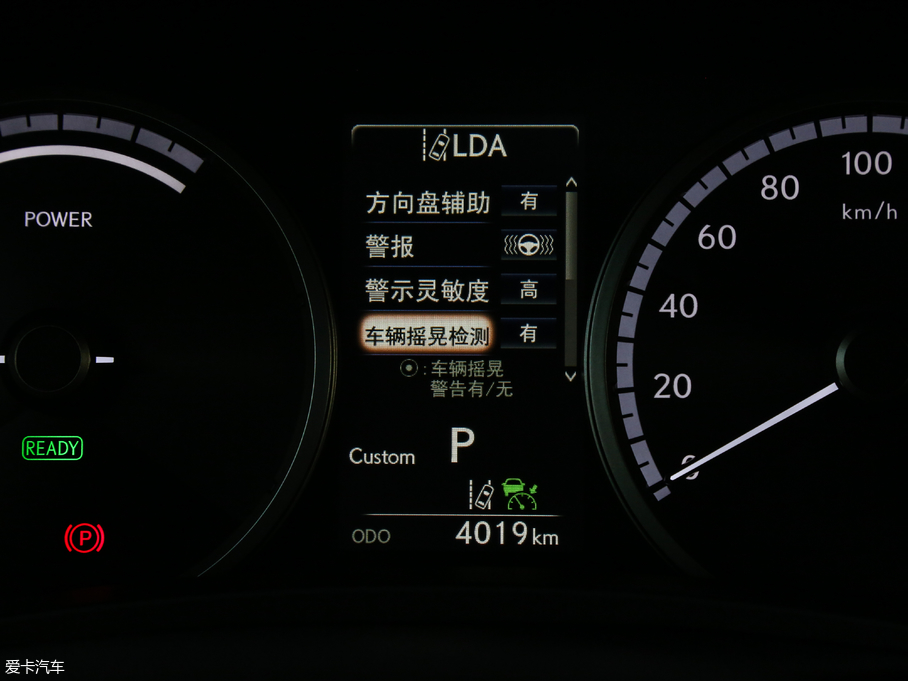 LDA
方向盘辅助 有
警报
警示灵敏度 高
车辆摇晃检测 有
:车辆摇晃
警告有/无
Custom P
ODO 4019km
POWER
READY
P
100
80
km/h
60
40
20
0
爱卡汽车